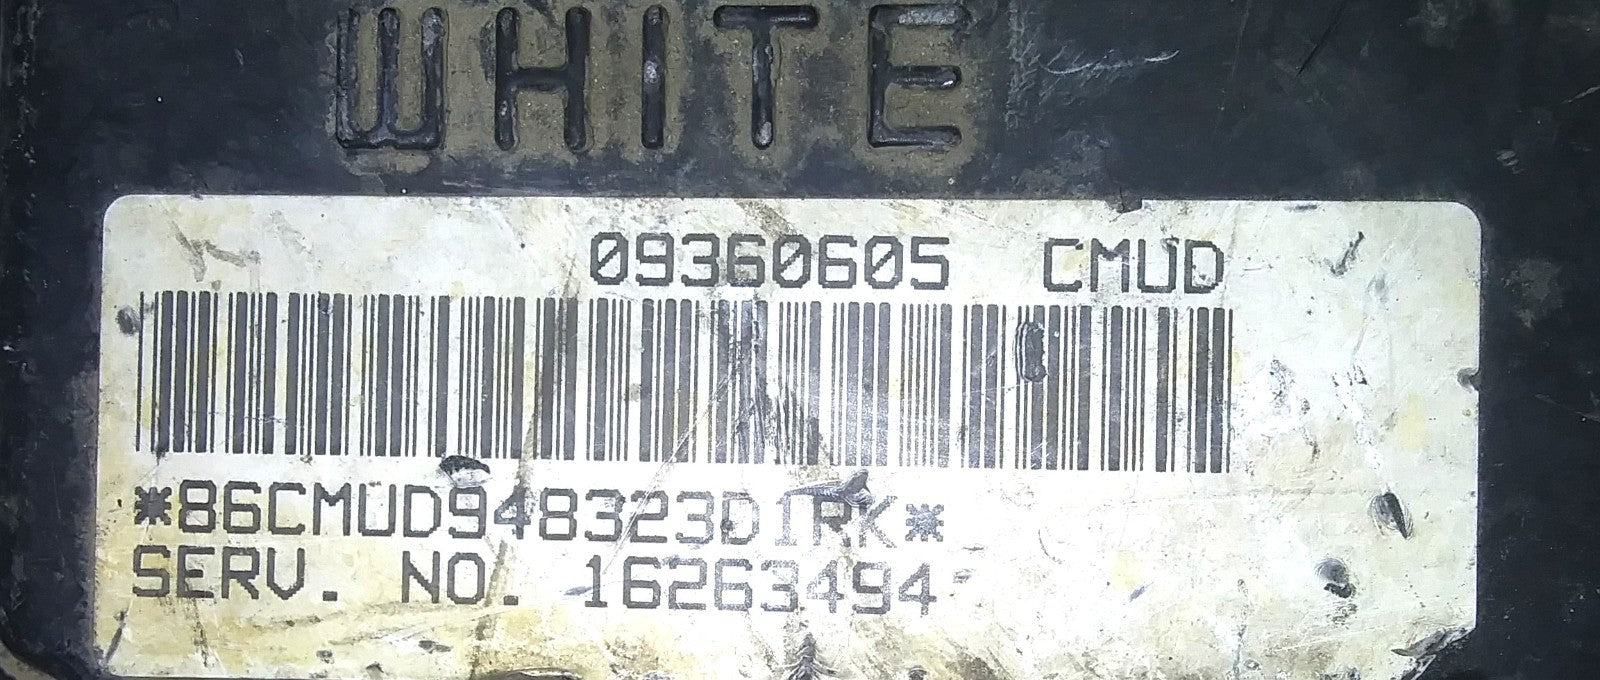 WHITE
09360605 CMUD
*86CMUD948323D1RK*
SERV. NO. 16263494